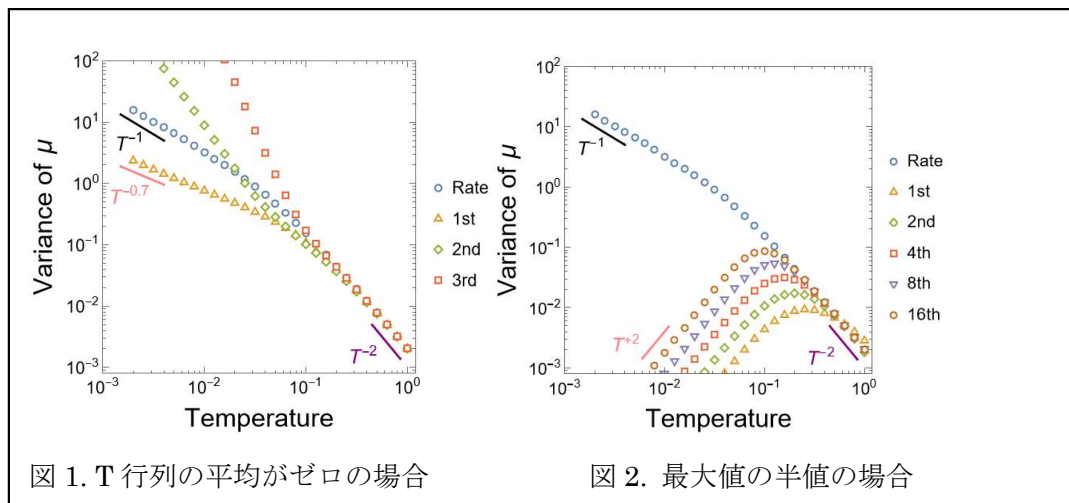 10²
10¹
10⁰
10⁻¹
10⁻²
10⁻³
Variance of μ
T⁻¹
T⁻⁰·⁷
T⁻²
Rate
1st
2nd
3rd
10⁻³ 10⁻² 10⁻¹ 10⁰
Temperature
10²
10¹
10⁰
10⁻¹
10⁻²
10⁻³
Variance of μ
T⁻¹
T⁺²
T⁻²
Rate
1st
2nd
4th
8th
16th
10⁻³ 10⁻² 10⁻¹ 10⁰
Temperature
図 1. T 行列の平均がゼロの場合
図 2. 最大値の半値の場合